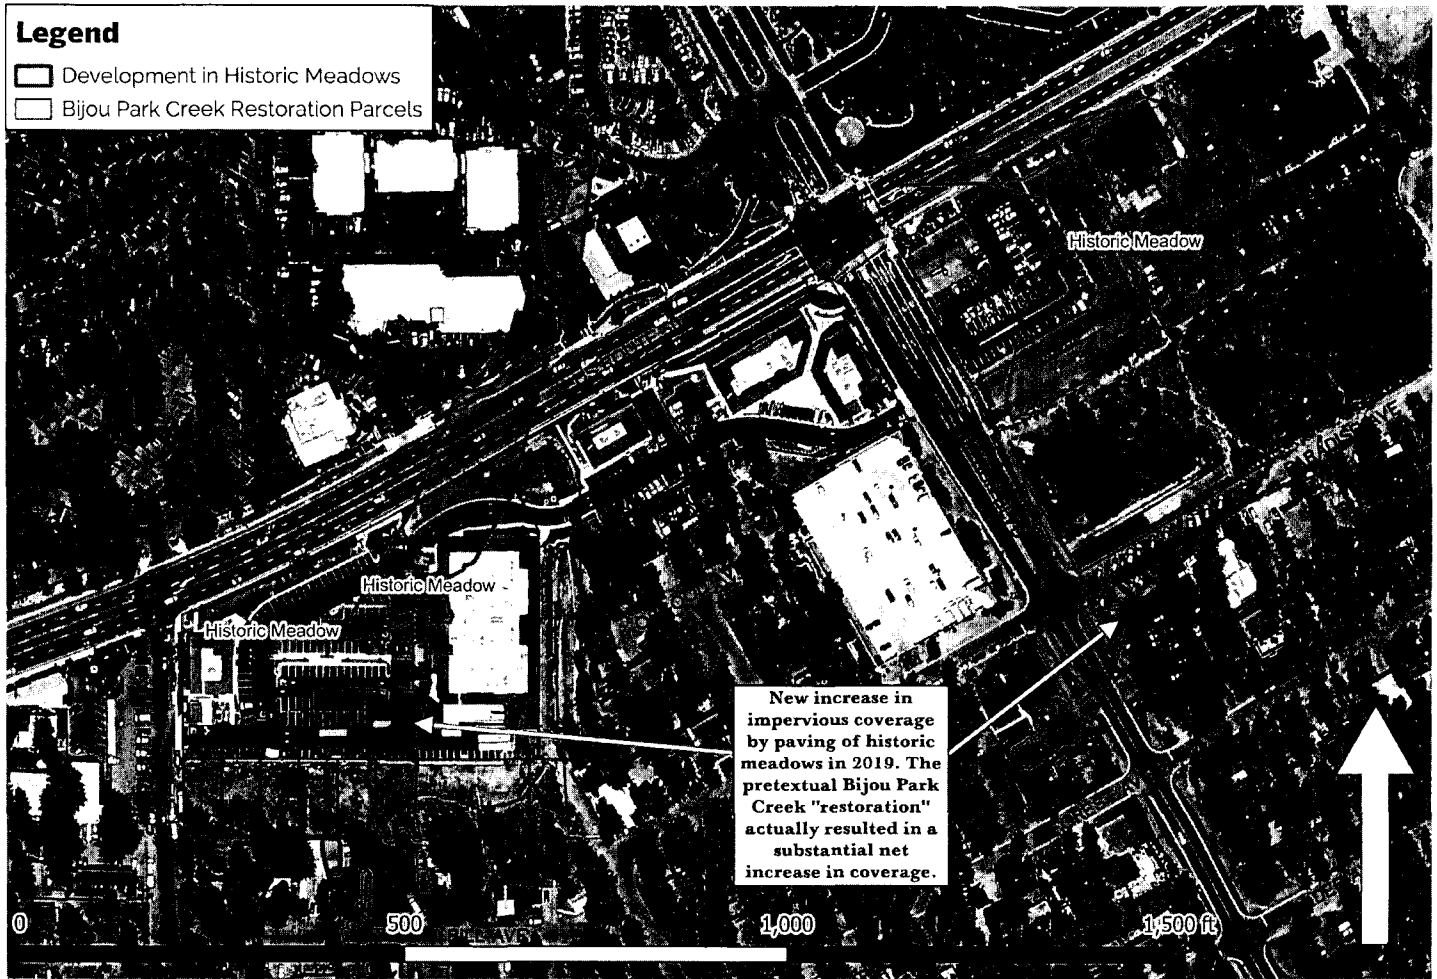 Legend
Development in Historic Meadows
Bijou Park Creek Restoration Parcels
Historic Meadow
Historic Meadow
Historic Meadow
New increase in
impervious coverage
by paving of historic
meadows in 2019. The
pretextual Bijou Park
Creek "restoration"
actually resulted in a
substantial net
increase in coverage.
0
500
1,000
1,500 ft